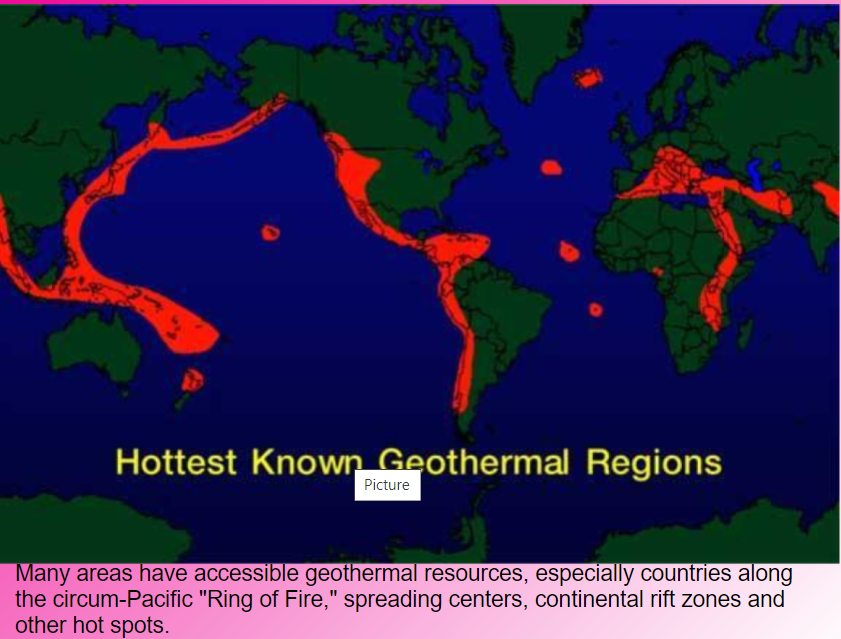 Hottest Known Geothermal Regions
Picture
Many areas have accessible geothermal resources, especially countries along
the circum-Pacific "Ring of Fire," spreading centers, continental rift zones and
other hot spots.